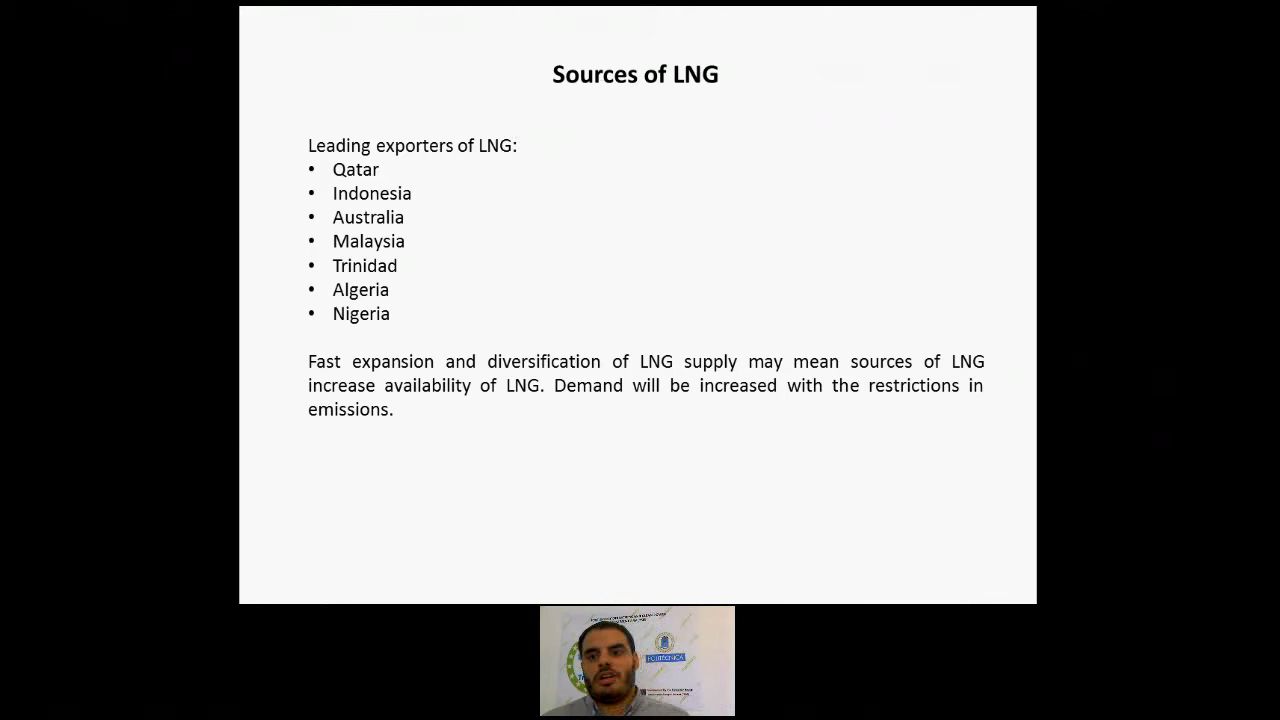 Sources of LNG
Leading exporters of LNG:
• Qatar
• Indonesia
• Australia
• Malaysia
• Trinidad
• Algeria
• Nigeria
Fast expansion and diversification of LNG supply may mean sources of LNG
increase availability of LNG. Demand will be increased with the restrictions in
emissions.
POLITÉCNICA